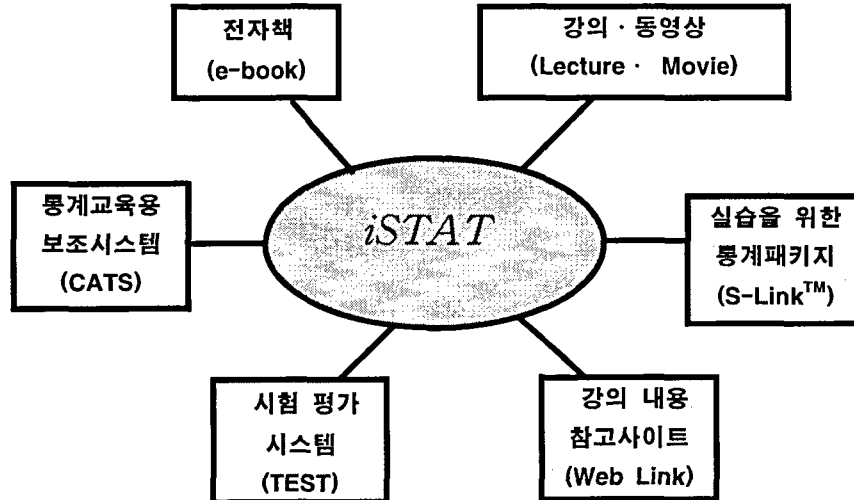 전자책
(e-book)
강의 · 동영상
(Lecture · Movie)
통계교육용
보조시스템
(CATS)
iSTAT
실습을 위한
통계패키지
(S-Link™)
시험 평가
시스템
(TEST)
강의 내용
참고사이트
(Web Link)